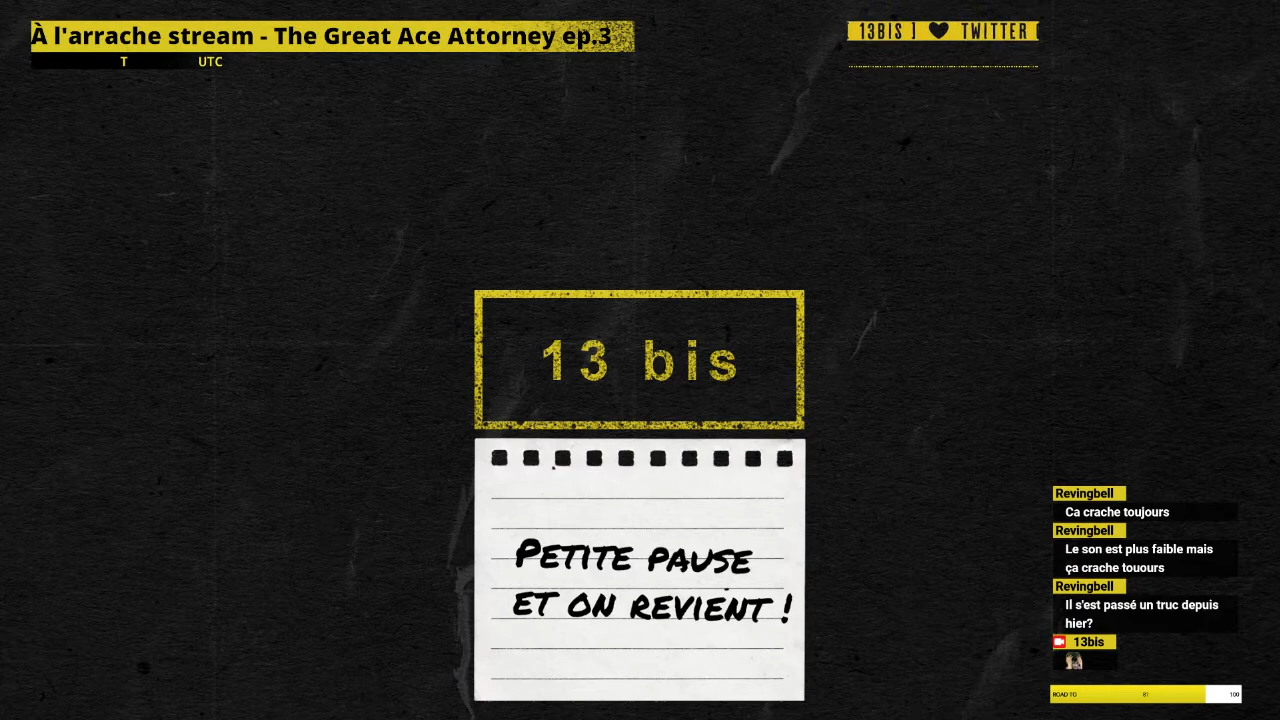 À l'arrache stream - The Great Ace Attorney ep.3
T UTC
13BIS ] ♥ TWITTER
13 bis
PETITE PAUSE
ET ON REVIENT !
Revingbell
Ca crache toujours
Revingbell
Le son est plus faible mais
ça crache touours
Revingbell
Il s'est passé un truc depuis
hier?
13bis
ROAD TO 81 100